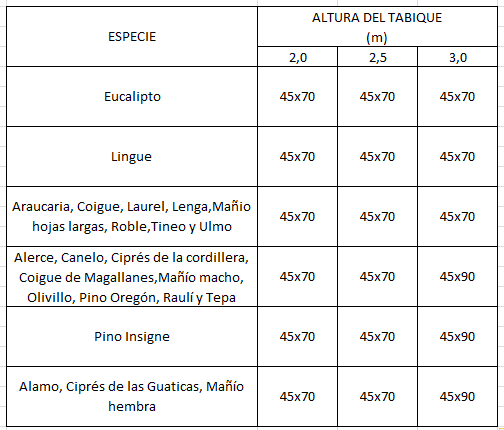 ESPECIE
ALTURA DEL TABIQUE
(m)
2,0 2,5 3,0
Eucalipto 45x70 45x70 45x70
Lingue 45x70 45x70 45x70
Araucaria, Coigue, Laurel, Lenga,Mañio
hojas largas, Roble,Tineo y Ulmo
45x70 45x70 45x70
Alerce, Canelo, Ciprés de la cordillera,
Coigue de Magallanes,Mañío macho,
Olivillo, Pino Oregón, Raulí y Tepa
45x70 45x70 45x90
Pino Insigne 45x70 45x70 45x90
Alamo, Ciprés de las Guaticas, Mañío
hembra
45x70 45x70 45x90